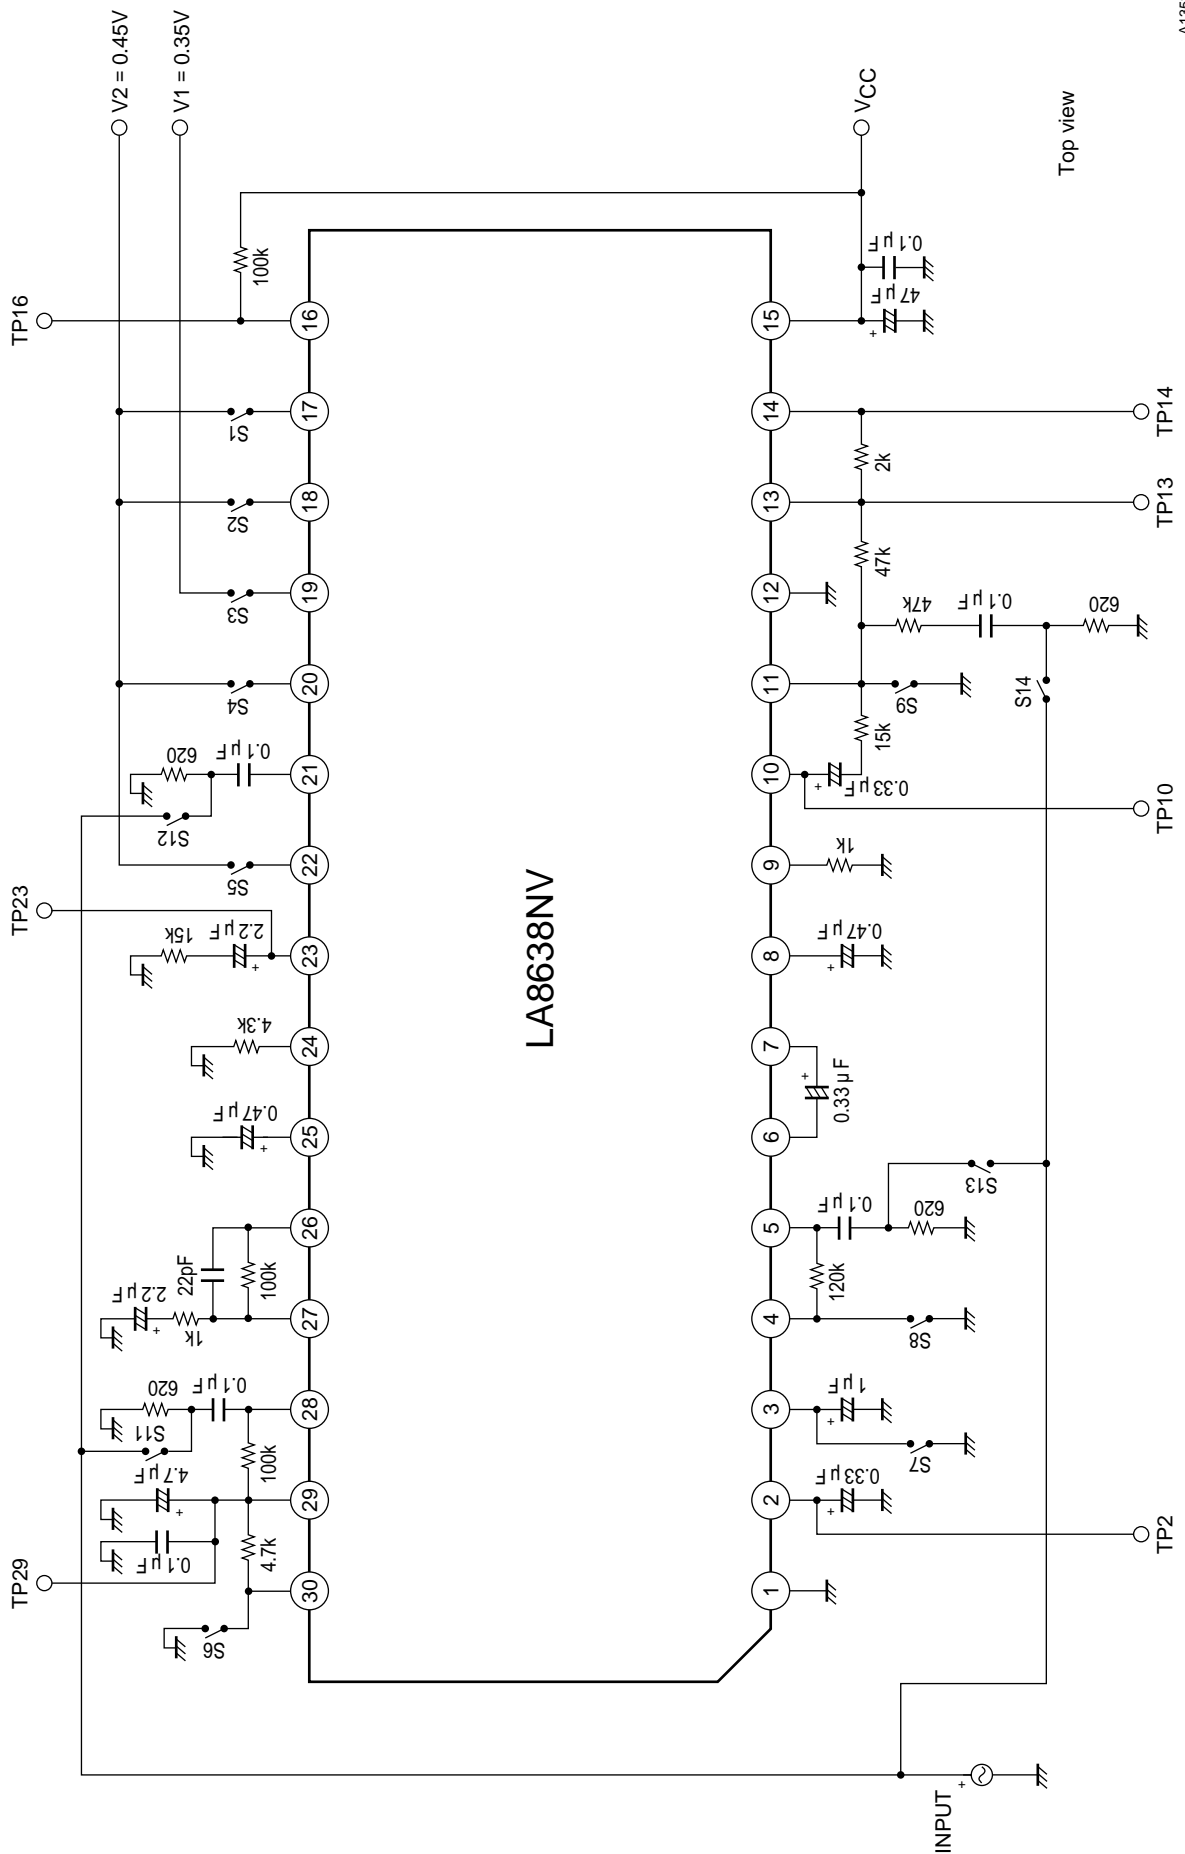 V2 = 0.45V
V1 = 0.35V
TP16
100k
VCC
Top view
16
17
18
19
20
21
22
23
24
25
26
27
28
29
30
S1
S2
S3
S4
620
0.1μF
S12
S5
TP23
15k
2.2μF
+
4.3k
0.47μF
+
22pF
100k
2.2μF
+
1k
620
0.1μF
S11
100k
4.7μF
+
0.1μF
4.7k
TP29
S6
LA8638NV
15
14
13
12
11
10
9
8
7
6
5
4
3
2
1
0.1μF
47μF
+
TP14
2k
TP13
47k
47k
0.1μF
620
S14
S9
15k
0.33μF
+
TP10
1k
0.47μF
+
0.33μF
+
0.1μF
620
S13
120k
S8
1μF
+
S7
0.33μF
+
TP2
INPUT
+